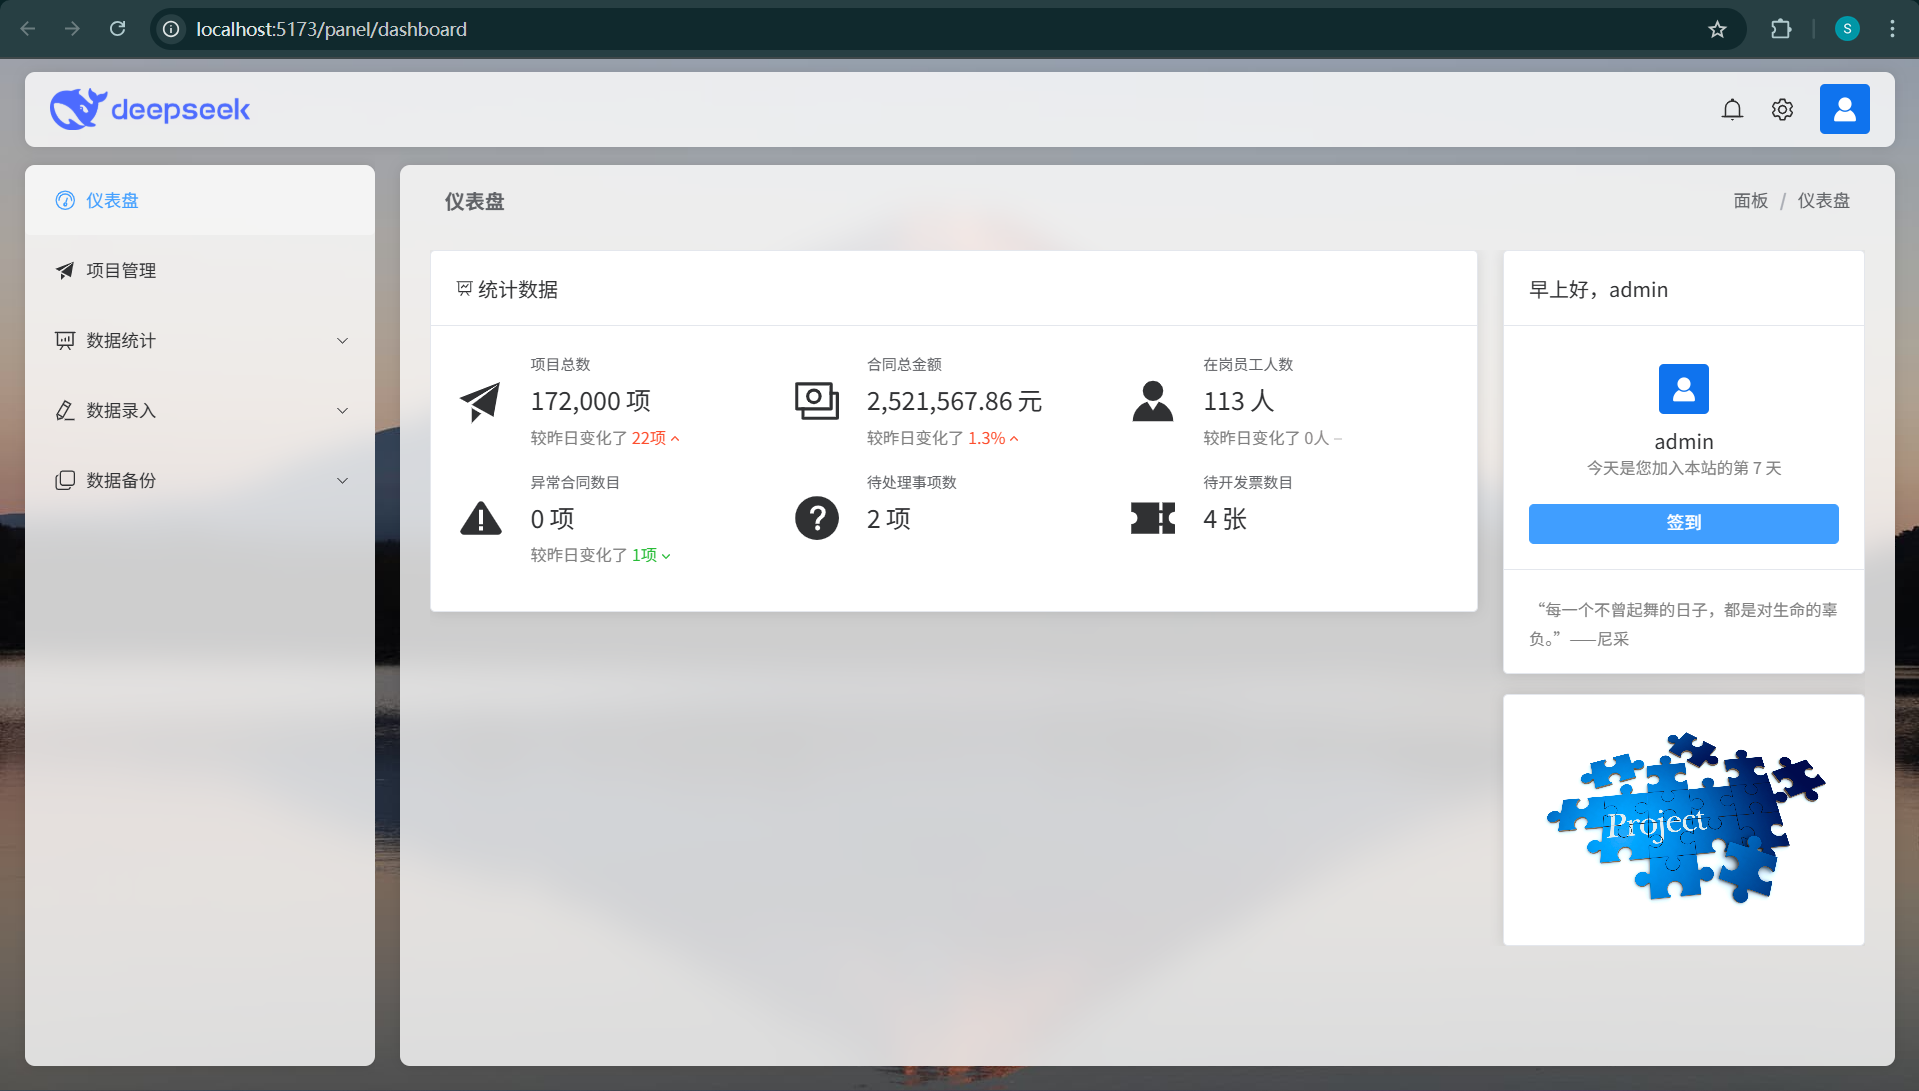 localhost:5173/panel/dashboard
S
deepseek
仪表盘
项目管理
数据统计
数据录入
数据备份
仪表盘
面板 / 仪表盘
统计数据
项目总数
172,000 项
较昨日变化了 22项
合同总金额
2,521,567.86 元
较昨日变化了 1.3%
在岗员工人数
113 人
较昨日变化了 0人 –
异常合同数目
0 项
较昨日变化了 1项
待处理事项数
2 项
待开发票数目
4 张
早上好，admin
admin
今天是您加入本站的第 7 天
签到
“每一个不曾起舞的日子，都是对生命的辜
负。”——尼采
Project